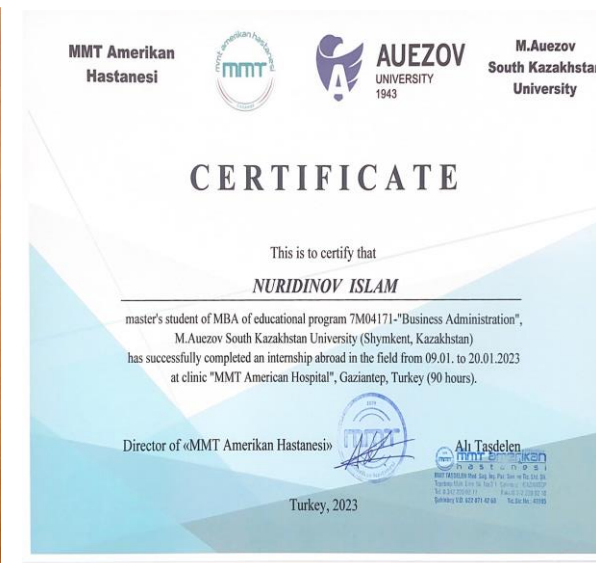 MMT Amerikan
Hastanesi
mmt
AUEZOV
UNIVERSITY
1943
M.Auezov
South Kazakhstan
University
CERTIFICATE
This is to certify that
NURIDINOV ISLAM
master's student of MBA of educational program 7M04171-"Business Administration",
M.Auezov South Kazakhstan University (Shymkent, Kazakhstan)
has successfully completed an internship abroad in the field from 09.01. to 20.01.2023
at clinic "MMT American Hospital", Gaziantep, Turkey (90 hours).
Director of «MMT Amerikan Hastanesi»
mmt
Alı Taşdelen
mmt amerikan
hastanesi
Turkey, 2023